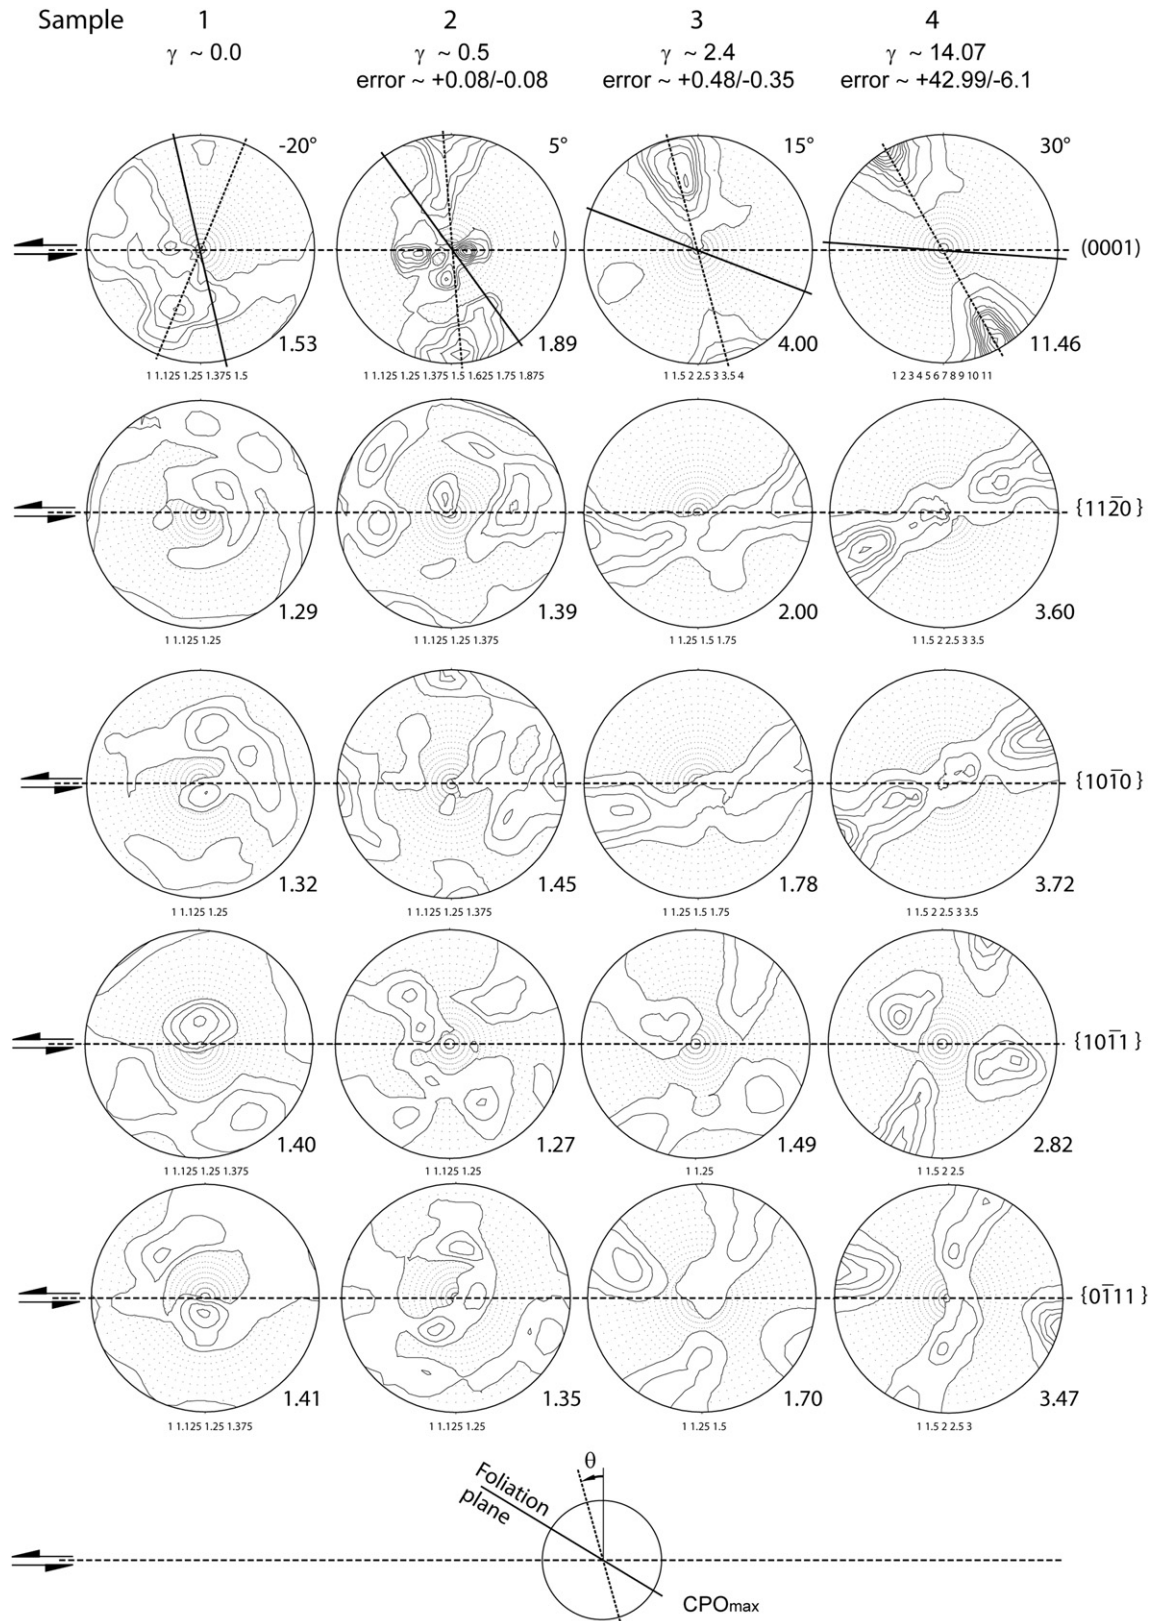 Sample 1 2 3 4
γ ~ 0.0 γ ~ 0.5 γ ~ 2.4 γ ~ 14.07
error ~ +0.08/-0.08 error ~ +0.48/-0.35 error ~ +42.99/-6.1
-20° 5° 15° 30°
(0001)
1.53 1.89 4.00 11.46
1 1.125 1.25 1.375 1.5 1 1.125 1.25 1.375 1.5 1.625 1.75 1.875 1 1.5 2 2.5 3 3.5 4 1 2 3 4 5 6 7 8 9 10 11
{112̅0}
1.29 1.39 2.00 3.60
1 1.125 1.25 1 1.125 1.25 1.375 1 1.25 1.5 1.75 1 1.5 2 2.5 3 3.5
{101̅0}
1.32 1.45 1.78 3.72
1 1.125 1.25 1 1.125 1.25 1.375 1 1.25 1.5 1.75 1 1.5 2 2.5 3 3.5
{101̅1}
1.40 1.27 1.49 2.82
1 1.125 1.25 1.375 1 1.125 1.25 1 1.25 1 1.5 2 2.5
{01̅11}
1.41 1.35 1.70 3.47
1 1.125 1.25 1.375 1 1.125 1.25 1 1.25 1.5 1 1.5 2 2.5 3
θ
Foliation
plane
CPOmax